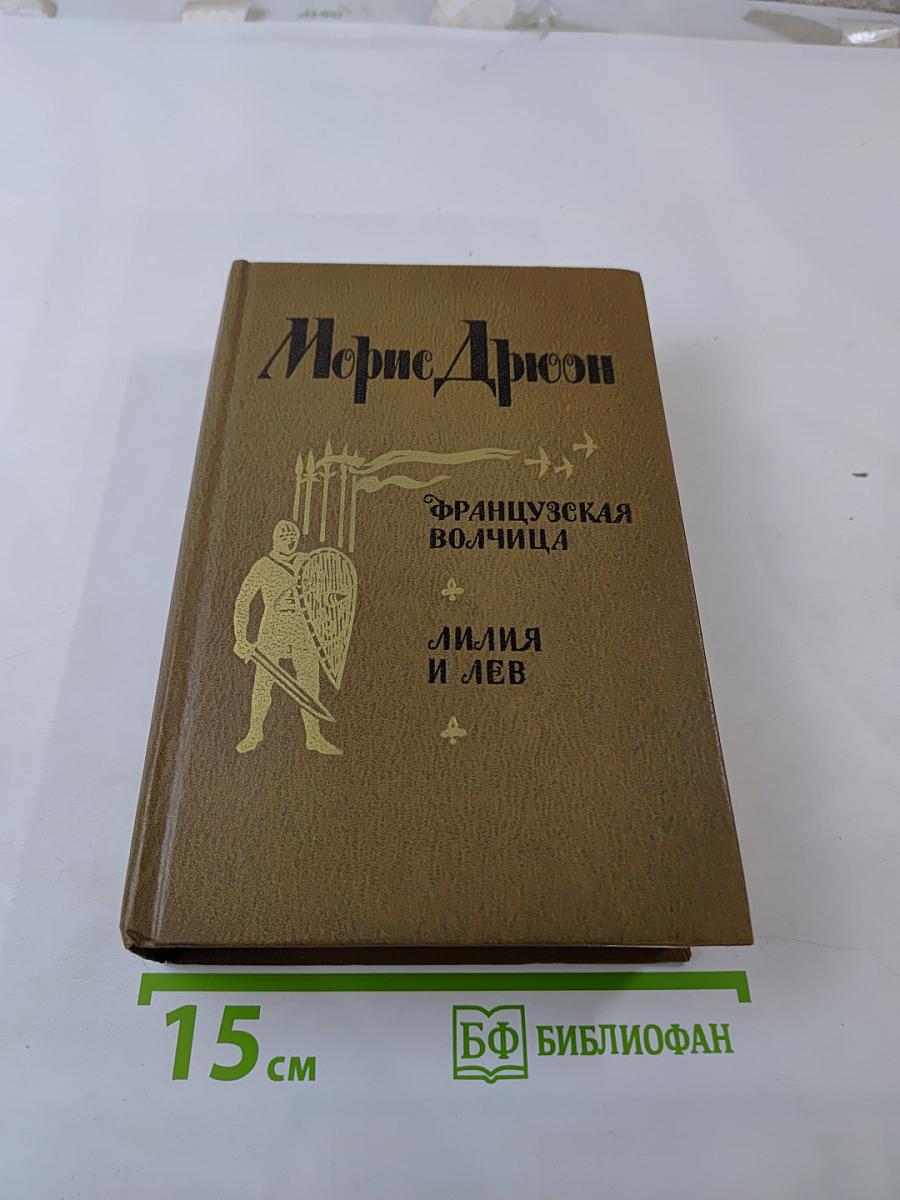 Морис Дрюон
ФРАНЦУЗСКАЯ
ВОЛЧИЦА
ЛИЛИЯ
И ЛЕВ
15 см
БФ БИБЛИОФАН